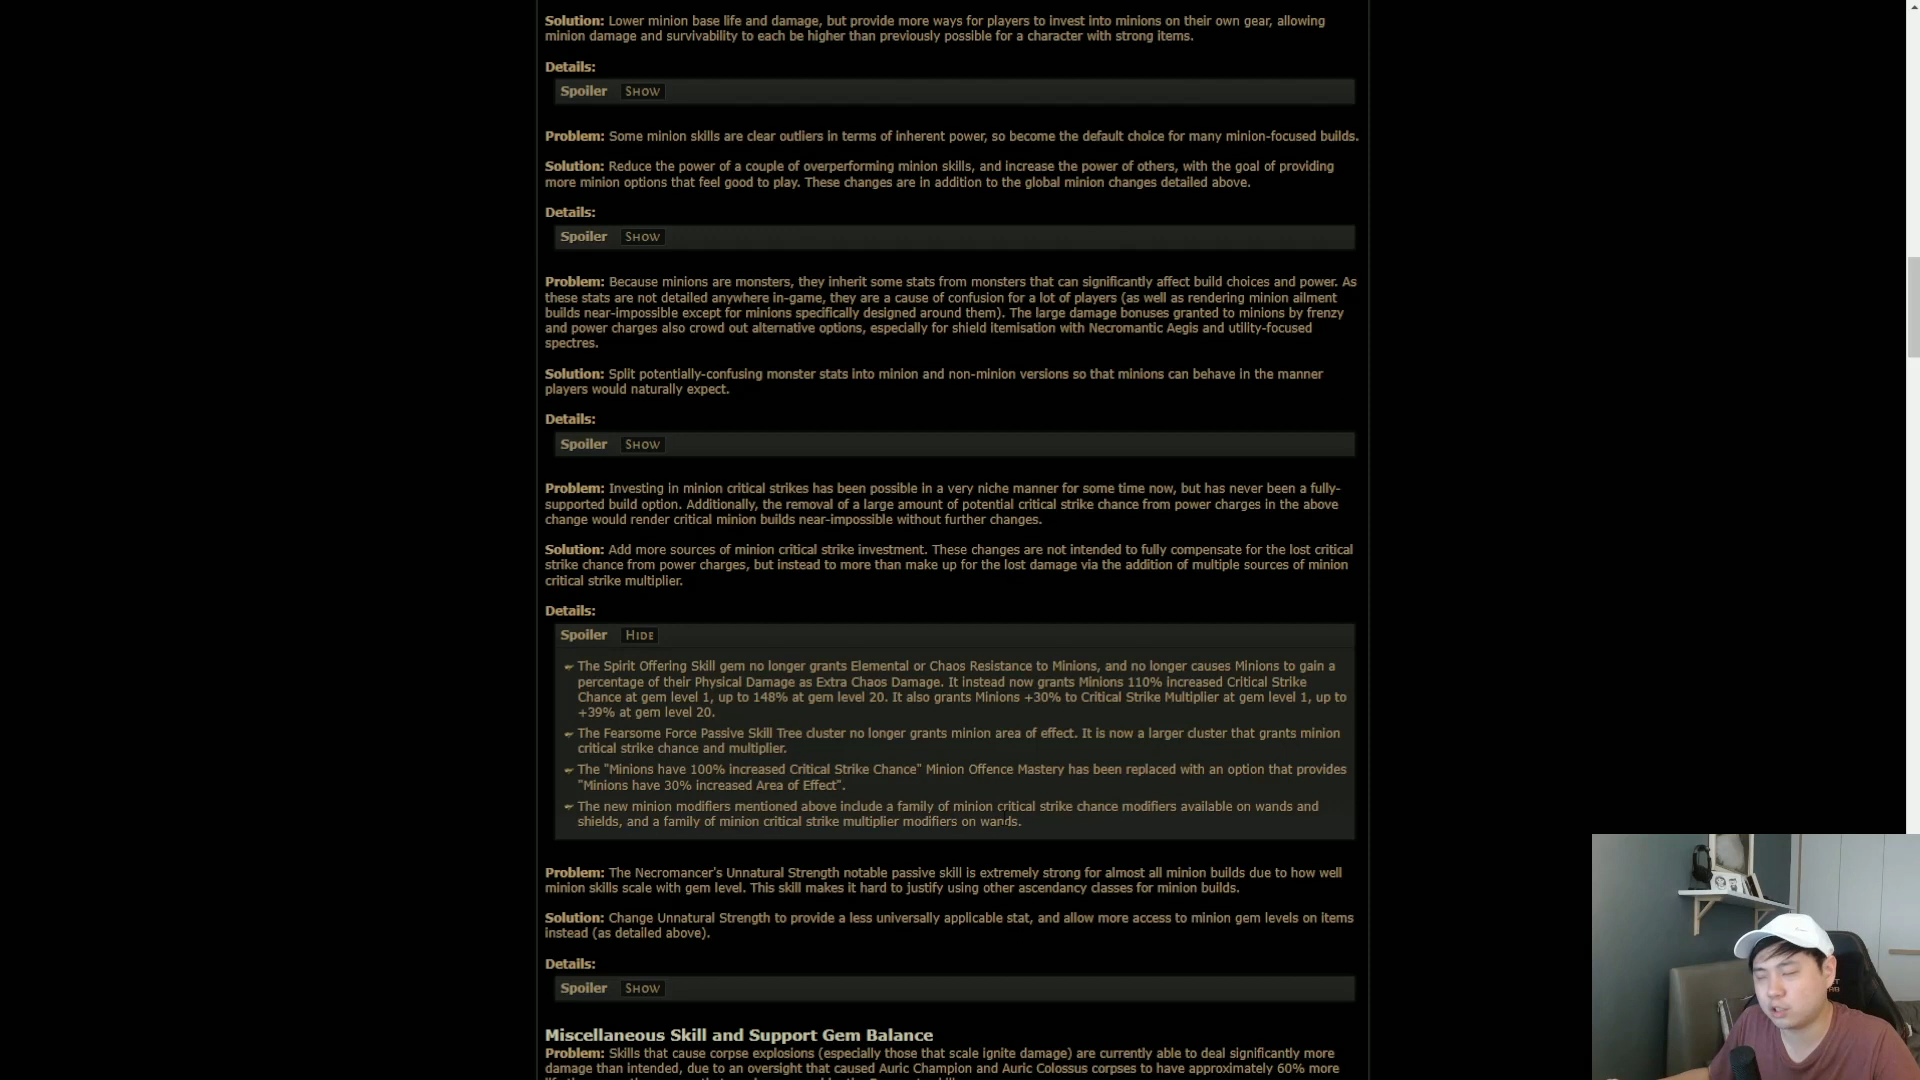 Solution: Lower minion base life and damage, but provide more ways for players to invest into minions on their own gear, allowing
minion damage and survivability to each be higher than previously possible for a character with strong items.
Details:
Spoiler SHOW
Problem: Some minion skills are clear outliers in terms of inherent power, so become the default choice for many minion-focused builds.
Solution: Reduce the power of a couple of overperforming minion skills, and increase the power of others, with the goal of providing
more minion options that feel good to play. These changes are in addition to the global minion changes detailed above.
Details:
Spoiler SHOW
Problem: Because minions are monsters, they inherit some stats from monsters that can significantly affect build choices and power. As
these stats are not detailed anywhere in-game, they are a cause of confusion for a lot of players (as well as rendering minion ailment
builds near-impossible except for minions specifically designed around them). The large damage bonuses granted to minions by frenzy
and power charges also crowd out alternative options, especially for shield itemisation with Necromantic Aegis and utility-focused
spectres.
Solution: Split potentially-confusing monster stats into minion and non-minion versions so that minions can behave in the manner
players would naturally expect.
Details:
Spoiler SHOW
Problem: Investing in minion critical strikes has been possible in a very niche manner for some time now, but has never been a fully-
supported build option. Additionally, the removal of a large amount of potential critical strike chance from power charges in the above
change would render critical minion builds near-impossible without further changes.
Solution: Add more sources of minion critical strike investment. These changes are not intended to fully compensate for the lost critical
strike chance from power charges, but instead to more than make up for the lost damage via the addition of multiple sources of minion
critical strike multiplier.
Details:
Spoiler HIDE
The Spirit Offering Skill gem no longer grants Elemental or Chaos Resistance to Minions, and no longer causes Minions to gain a
percentage of their Physical Damage as Extra Chaos Damage. It instead now grants Minions 110% increased Critical Strike
Chance at gem level 1, up to 148% at gem level 20. It also grants Minions +30% to Critical Strike Multiplier at gem level 1, up to
+39% at gem level 20.
The Fearsome Force Passive Skill Tree cluster no longer grants minion area of effect. It is now a larger cluster that grants minion
critical strike chance and multiplier.
The "Minions have 100% increased Critical Strike Chance" Minion Offence Mastery has been replaced with an option that provides
"Minions have 30% increased Area of Effect".
The new minion modifiers mentioned above include a family of minion critical strike chance modifiers available on wands and
shields, and a family of minion critical strike multiplier modifiers on wands.
Problem: The Necromancer's Unnatural Strength notable passive skill is extremely strong for almost all minion builds due to how well
minion skills scale with gem level. This skill makes it hard to justify using other ascendancy classes for minion builds.
Solution: Change Unnatural Strength to provide a less universally applicable stat, and allow more access to minion gem levels on items
instead (as detailed above).
Details:
Spoiler SHOW
Miscellaneous Skill and Support Gem Balance
Problem: Skills that cause corpse explosions (especially those that scale ignite damage) are currently able to deal significantly more
damage than intended, due to an oversight that caused Auric Champion and Auric Colossus corpses to have approximately 60% more